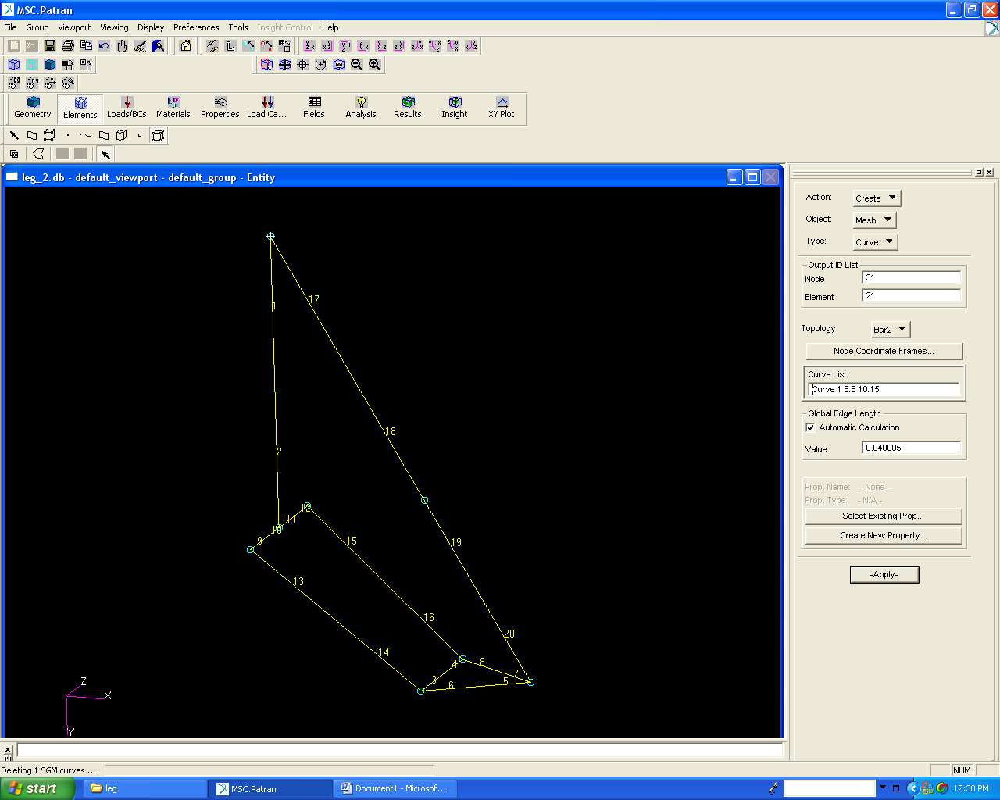 MSC.Patran
File Group Viewport Viewing Display Preferences Tools Insight Control Help
Geometry Elements Loads/BCs Materials Properties Load Ca... Fields Analysis Results Insight XY Plot
leg_2.db - default_viewport - default_group - Entity
Action: Create
Object: Mesh
Type: Curve
Output ID List
Node 31
Element 21
Topology Bar2
Node Coordinate Frames...
Curve List
Curve 1 6:8 10:15
Global Edge Length
Automatic Calculation
Value 0.040005
Prop. Name: - None -
Prop. Type: - N/A -
Select Existing Prop...
Create New Property...
-Apply-
17
1
18
2
12
11
10
9
15
19
13
16
20
14
4
8
7
3
6
5
Z
X
Y
Deleting 1 SGM curves ...
NUM
start leg MSC.Patran Document1 - Microsof... 12:30 PM